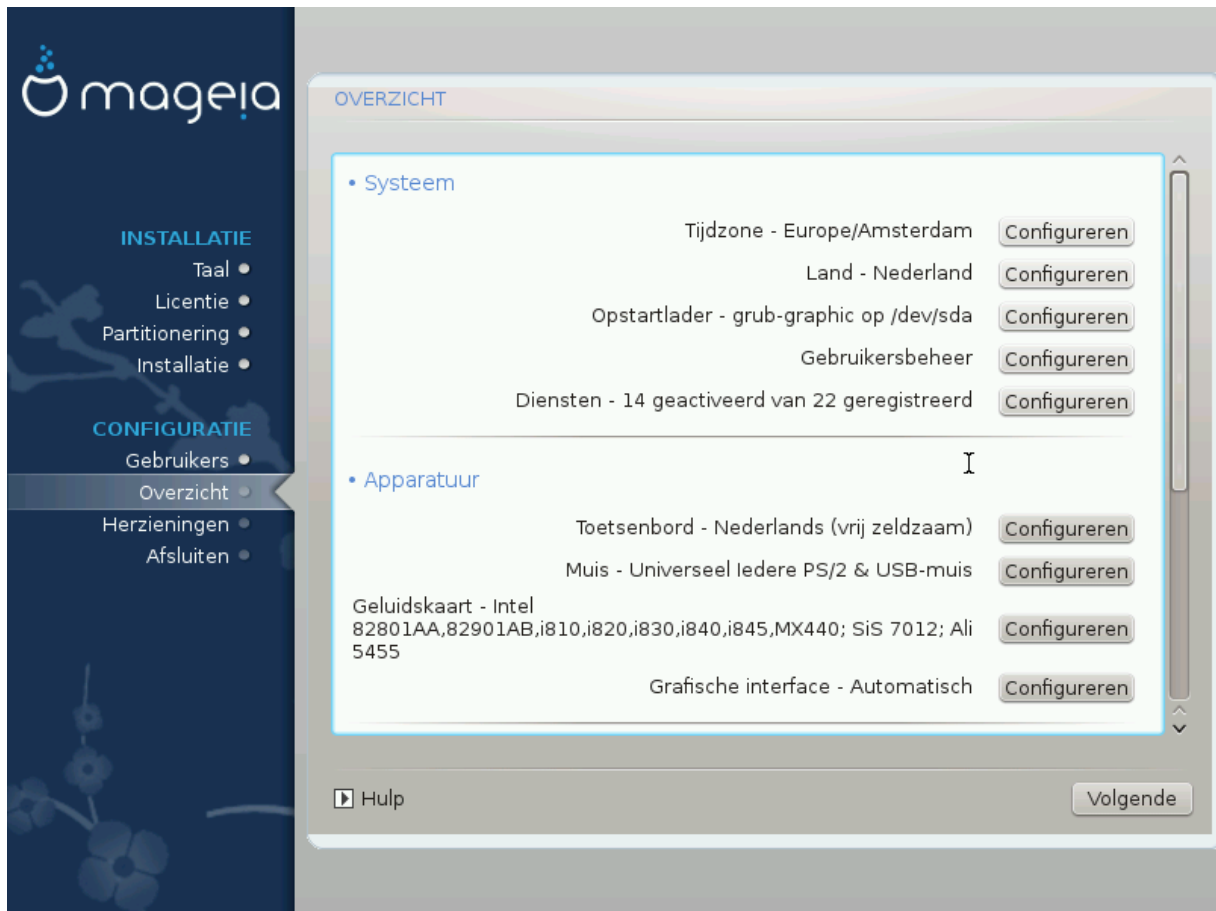 mageia
INSTALLATIE
Taal
Licentie
Partitionering
Installatie
CONFIGURATIE
Gebruikers
Overzicht
Herzieningen
Afsluiten
OVERZICHT
• Systeem
Tijdzone - Europe/Amsterdam Configureren
Land - Nederland Configureren
Opstartlader - grub-graphic op /dev/sda Configureren
Gebruikersbeheer Configureren
Diensten - 14 geactiveerd van 22 geregistreerd Configureren
• Apparatuur
Toetsenbord - Nederlands (vrij zeldzaam) Configureren
Muis - Universeel Iedere PS/2 & USB-muis Configureren
Geluidskaart - Intel
82801AA,82901AB,i810,i820,i830,i840,i845,MX440; SiS 7012; Ali Configureren
5455
Grafische interface - Automatisch Configureren
Hulp Volgende